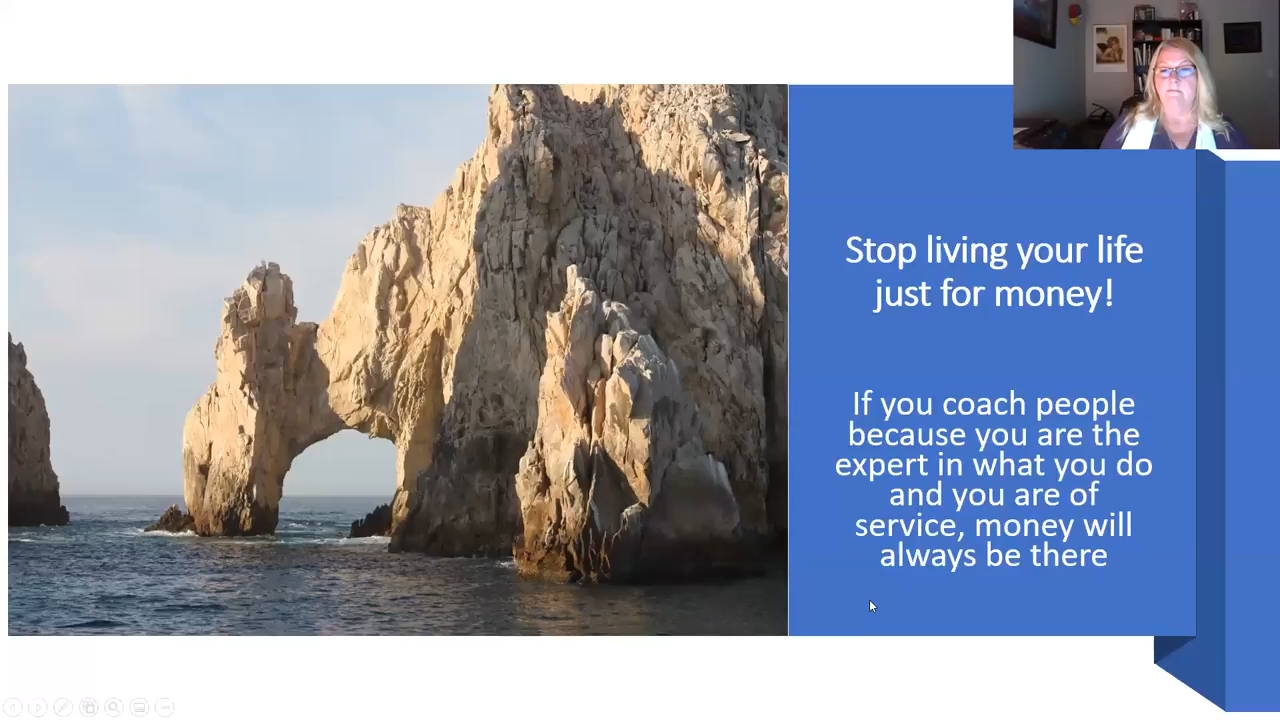 Stop living your life
just for money!
If you coach people
because you are the
expert in what you do
and you are of
service, money will
always be there